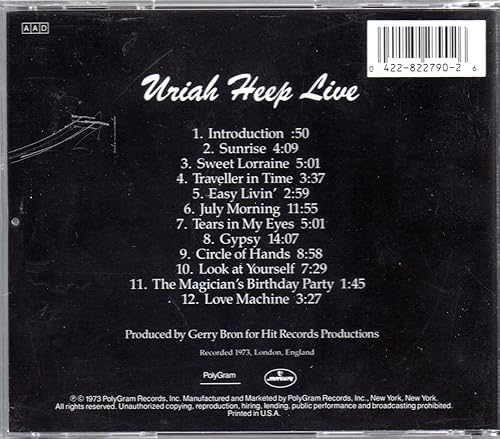 AAD
0 422-822790-2 6
Uriah Heep Live
1. Introduction :50
2. Sunrise 4:09
3. Sweet Lorraine 5:01
4. Traveller in Time 3:37
5. Easy Livin' 2:59
6. July Morning 11:55
7. Tears in My Eyes 5:01
8. Gypsy 14:07
9. Circle of Hands 8:58
10. Look at Yourself 7:29
11. The Magician's Birthday Party 1:45
12. Love Machine 3:27
Produced by Gerry Bron for Hit Records Productions
Recorded 1973, London, England
PolyGram
mercury
℗ © 1973 PolyGram Records, Inc. Manufactured and Marketed by PolyGram Records, Inc., New York, New York.
All rights reserved. Unauthorized copying, reproduction, hiring, lending, public performance and broadcasting prohibited.
Printed in U.S.A.